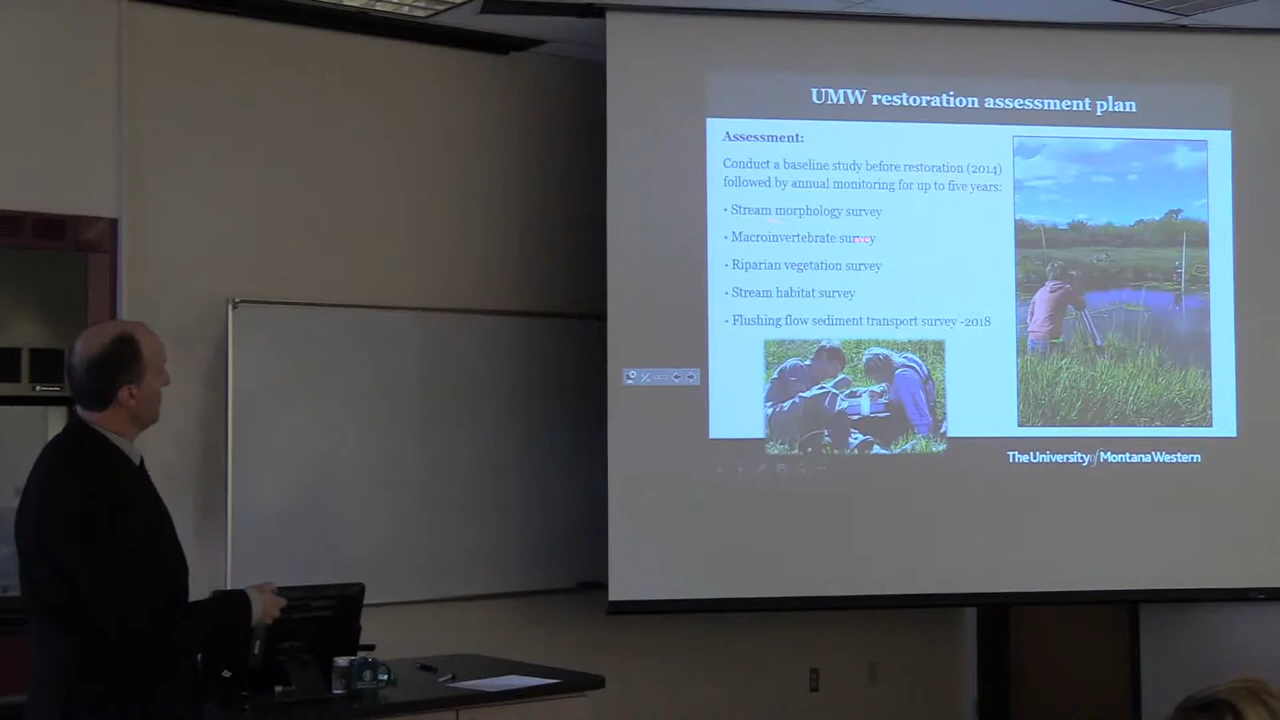 UMW restoration assessment plan
Assessment:
Conduct a baseline study before restoration (2014)
followed by annual monitoring for up to five years:
• Stream morphology survey
• Macroinvertebrate survey
• Riparian vegetation survey
• Stream habitat survey
• Flushing flow sediment transport survey -2018
The University of Montana Western